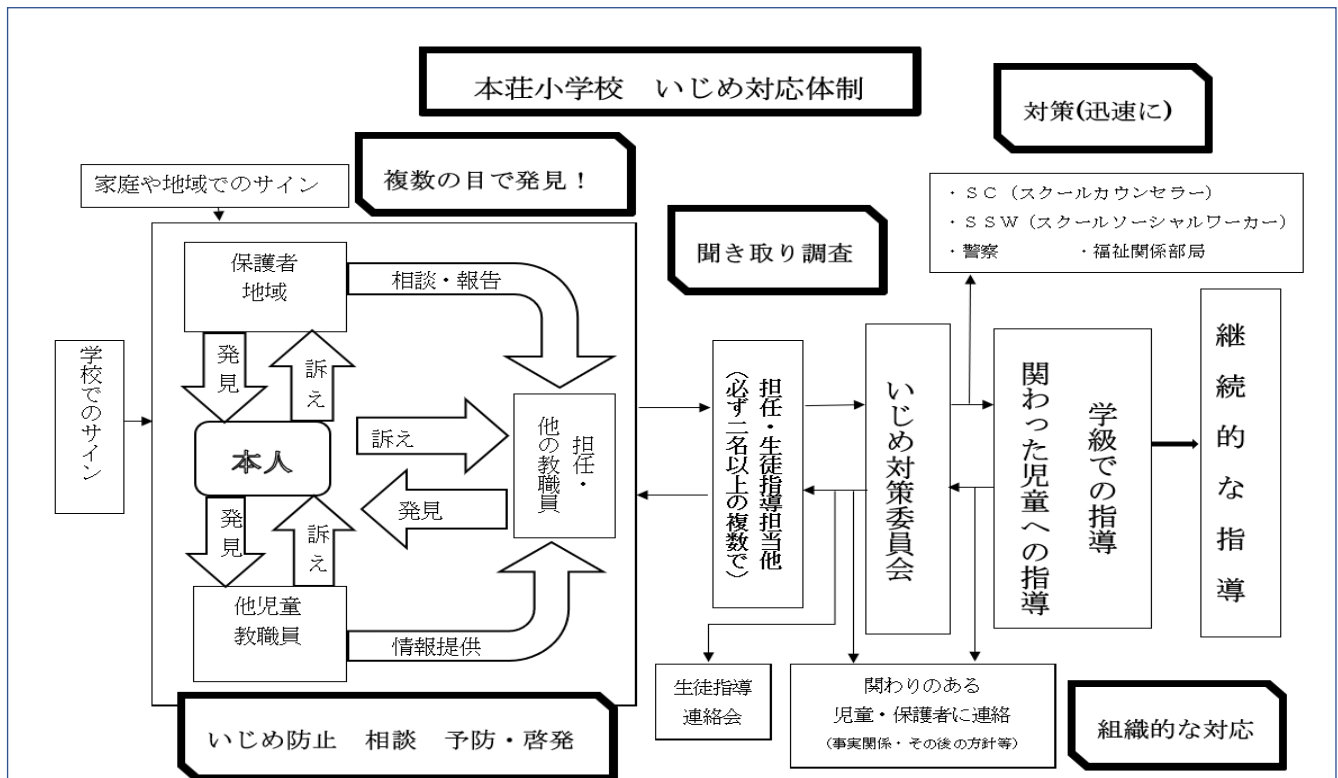 本荘小学校　いじめ対応体制
対策(迅速に)
複数の目で発見！
家庭や地域でのサイン
・ＳＣ（スクールカウンセラー）
・ＳＳＷ（スクールソーシャルワーカー）
・警察　　　・福祉関係部局
聞き取り調査
保護者
地域
相談・報告
学校でのサイン
発見
訴え
本人
訴え
発見
担任・
他の教職員
発見
訴え
他児童
教職員
情報提供
担任・生徒指導担当他
（必ず二名以上の複数で）
いじめ対策委員会
学級での指導
関わった児童への指導
継続的な指導
生徒指導
連絡会
関わりのある
児童・保護者に連絡
（事実関係・その後の方針等）
組織的な対応
いじめ防止　相談　予防・啓発